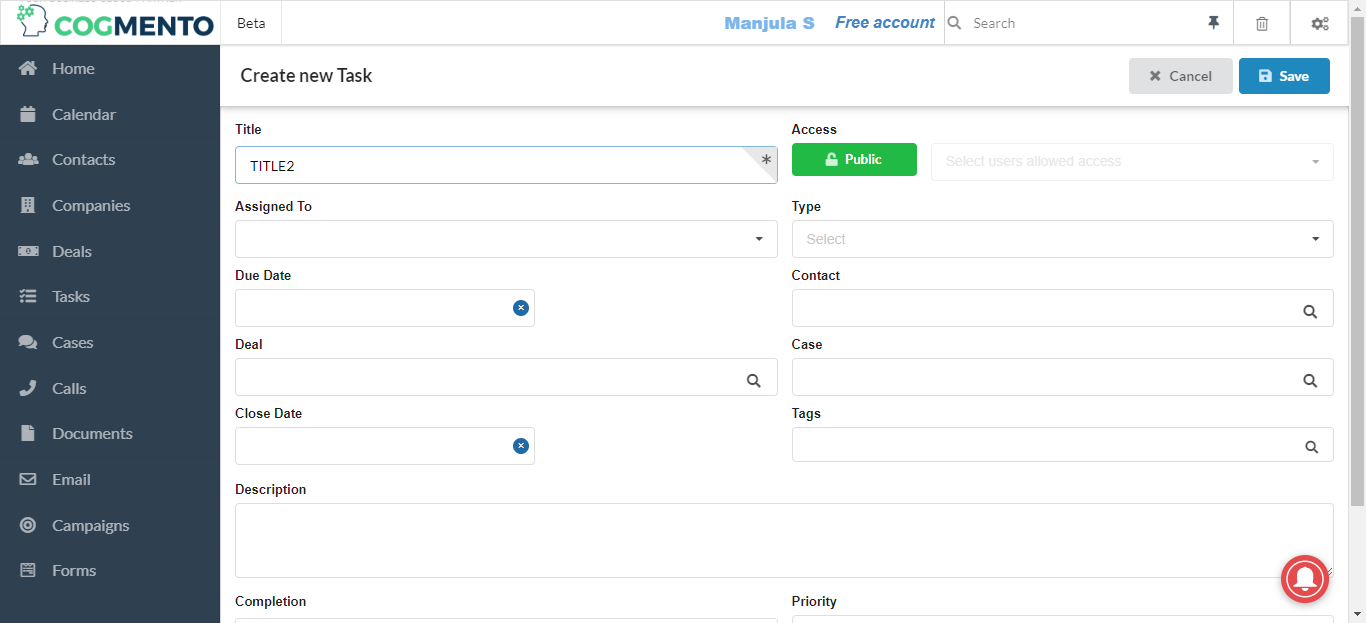 COGMENTO
Beta
Manjula S
Free account
Search
Home
Calendar
Contacts
Companies
Deals
Tasks
Cases
Calls
Documents
Email
Campaigns
Forms
Create new Task
Cancel
Save
Title
Access
TITLE2
*
Public
Select users allowed access
Assigned To
Type
Select
Due Date
Contact
Deal
Case
Close Date
Tags
Description
Completion
Priority